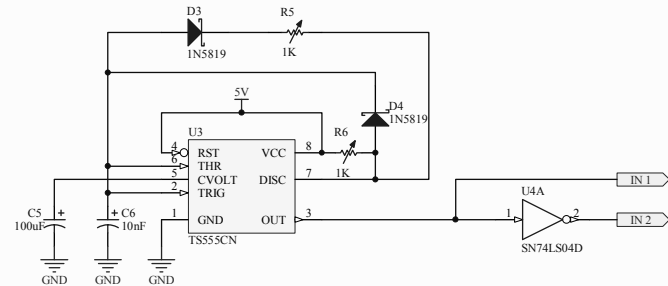 D3
R5
1N5819
1K
D4
1N5819
5V
U3
R6
4
RST
VCC
8
6
THR
1K
5
CVOLT
DISC
7
2
TRIG
IN 1
C5
100uF
C6
10nF
1
GND
OUT
3
U4A
1
2
IN 2
TS555CN
SN74LS04D
GND
GND
GND